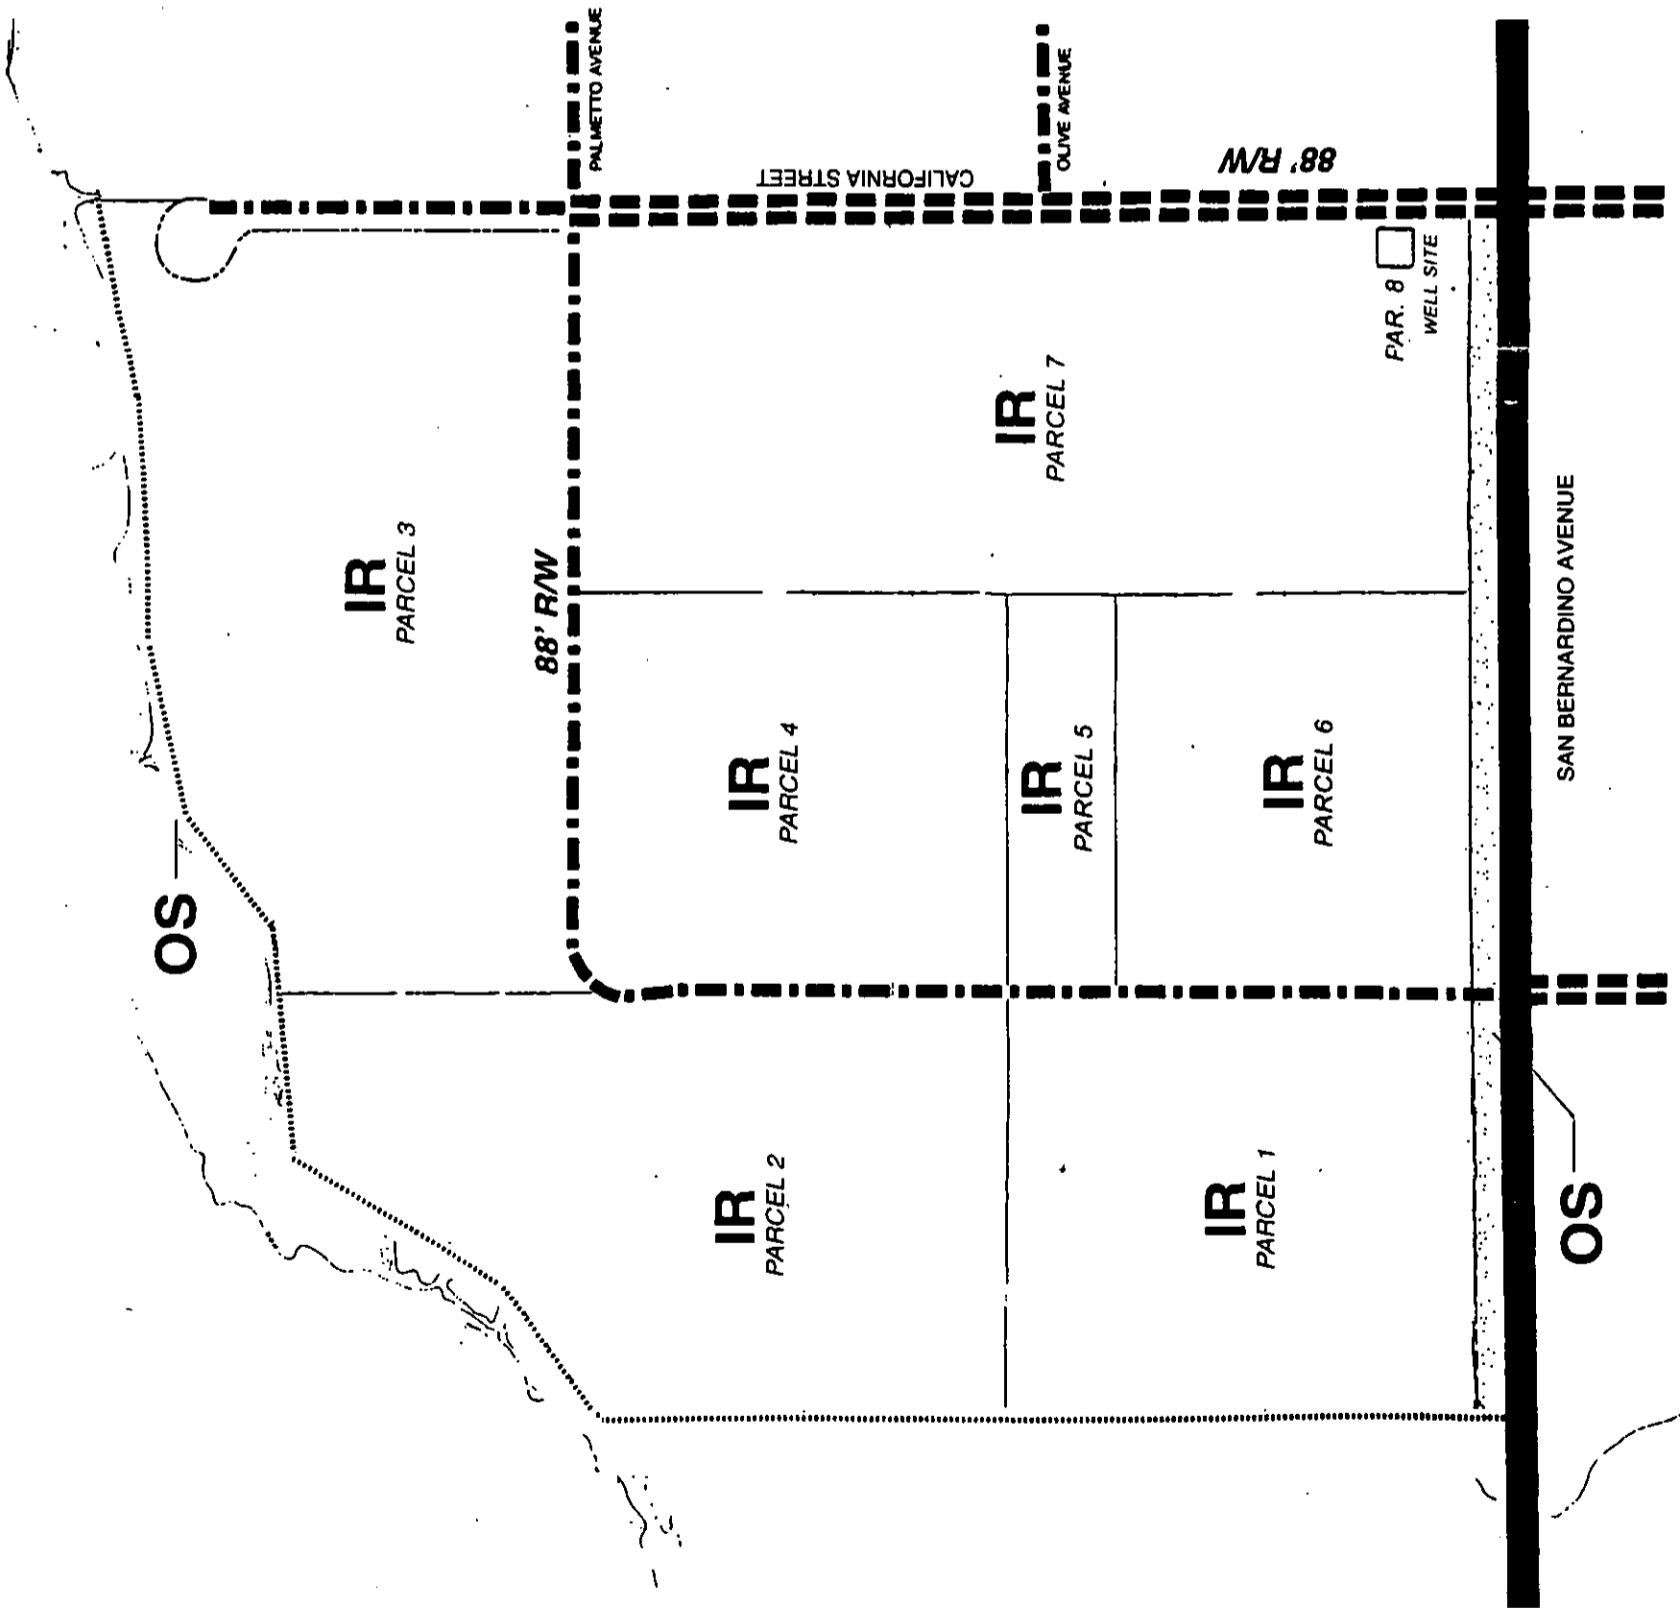 PALMETTO AVENUE
OLIVE AVENUE
CALIFORNIA STREET
88' R/W
PAR. 8
WELL SITE
IR
PARCEL 7
IR
PARCEL 3
88' R/W
SAN BERNARDINO AVENUE
IR
PARCEL 4
IR
PARCEL 5
IR
PARCEL 6
OS
IR
PARCEL 2
IR
PARCEL 1
OS